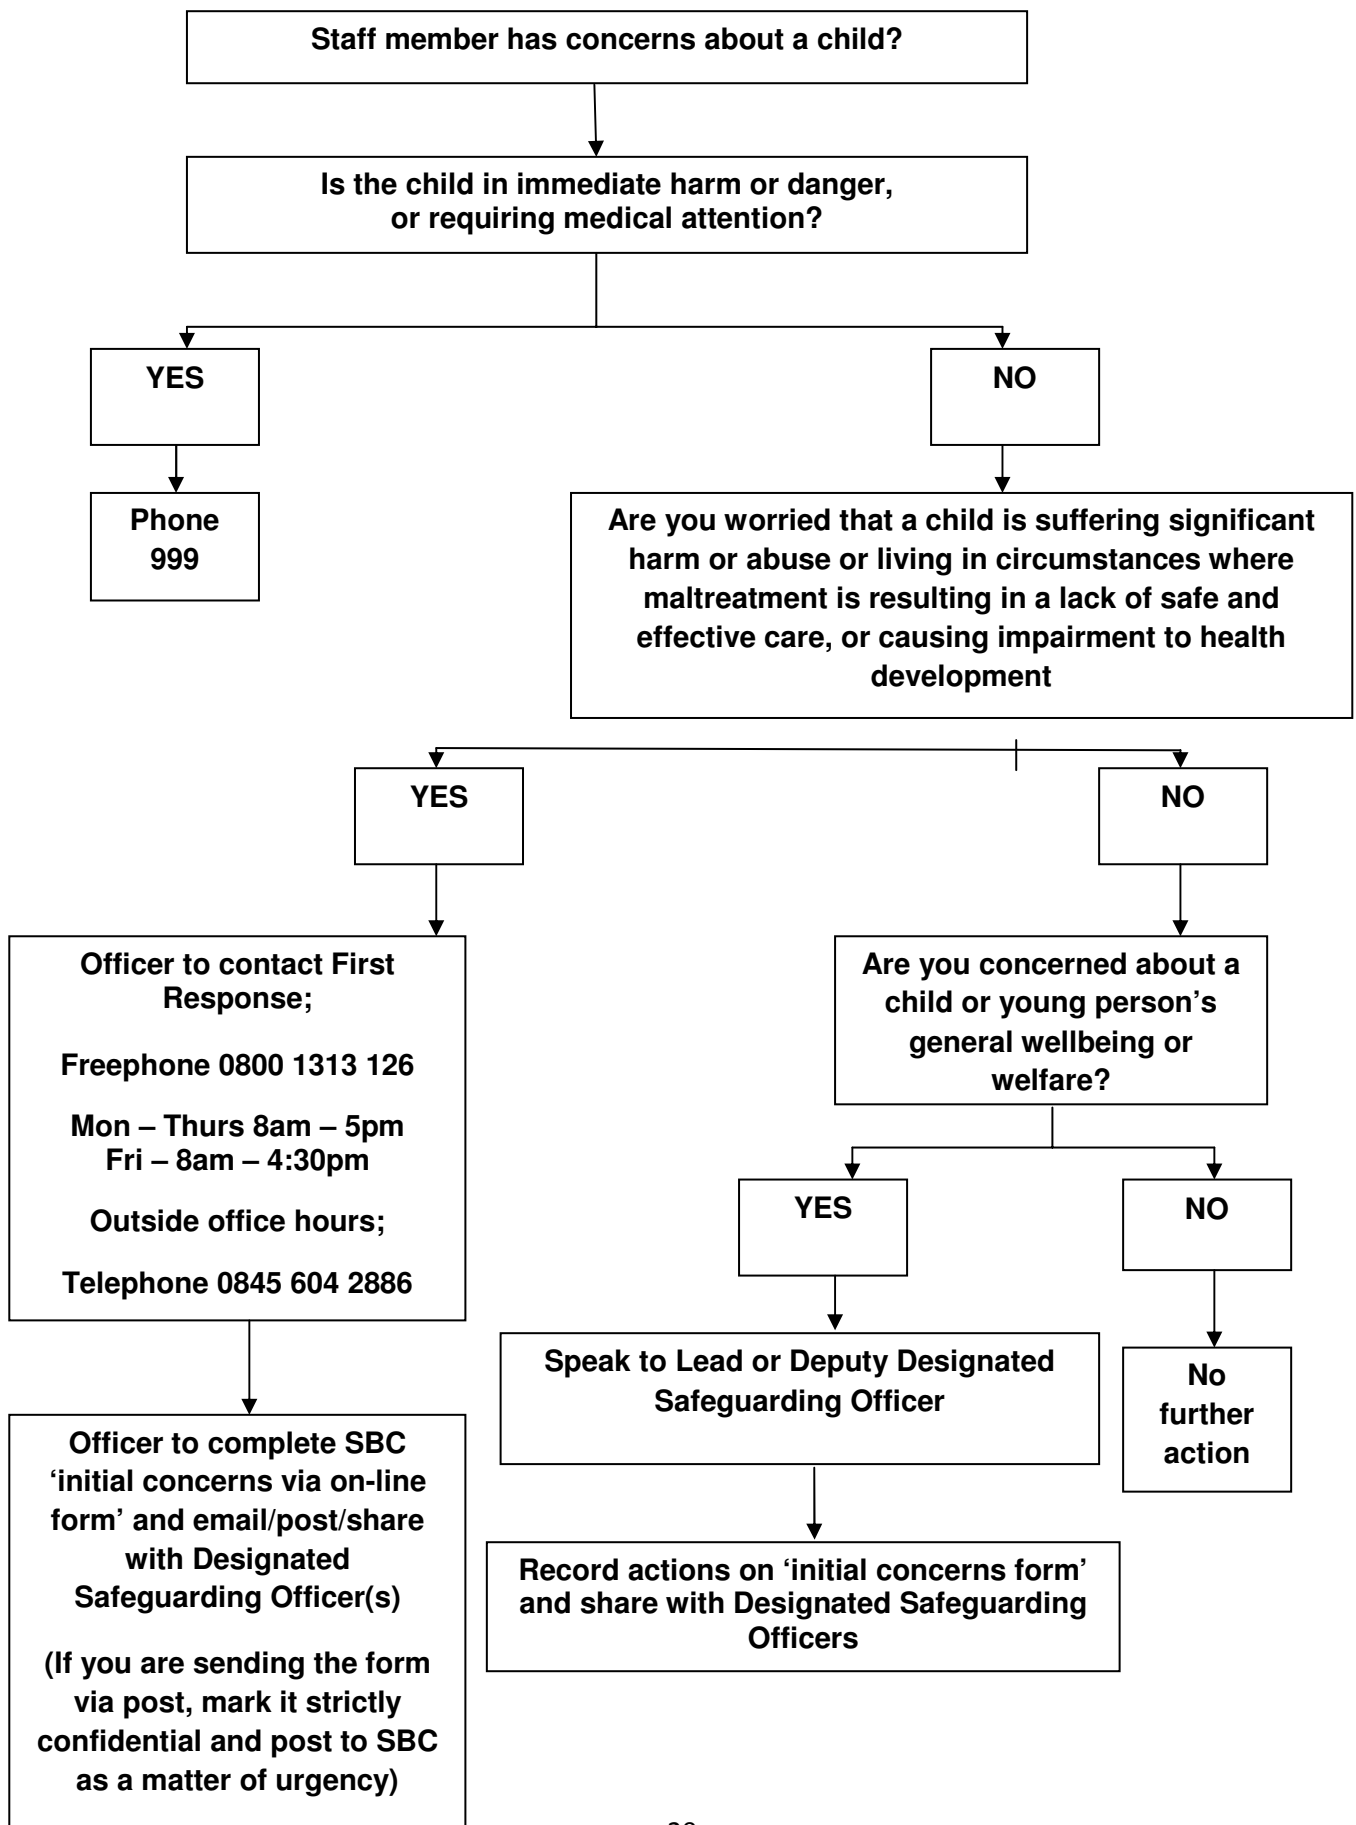 Staff member has concerns about a child?
Is the child in immediate harm or danger,
or requiring medical attention?
YES
NO
Phone
999
Are you worried that a child is suffering significant
harm or abuse or living in circumstances where
maltreatment is resulting in a lack of safe and
effective care, or causing impairment to health
development
YES
NO
Officer to contact First
Response;
Freephone 0800 1313 126
Mon – Thurs 8am – 5pm
Fri – 8am – 4:30pm
Outside office hours;
Telephone 0845 604 2886
Are you concerned about a
child or young person’s
general wellbeing or
welfare?
YES
NO
Speak to Lead or Deputy Designated
Safeguarding Officer
No
further
action
Officer to complete SBC
‘initial concerns via on-line
form’ and email/post/share
with Designated
Safeguarding Officer(s)
(If you are sending the form
via post, mark it strictly
confidential and post to SBC
as a matter of urgency)
Record actions on ‘initial concerns form’
and share with Designated Safeguarding
Officers